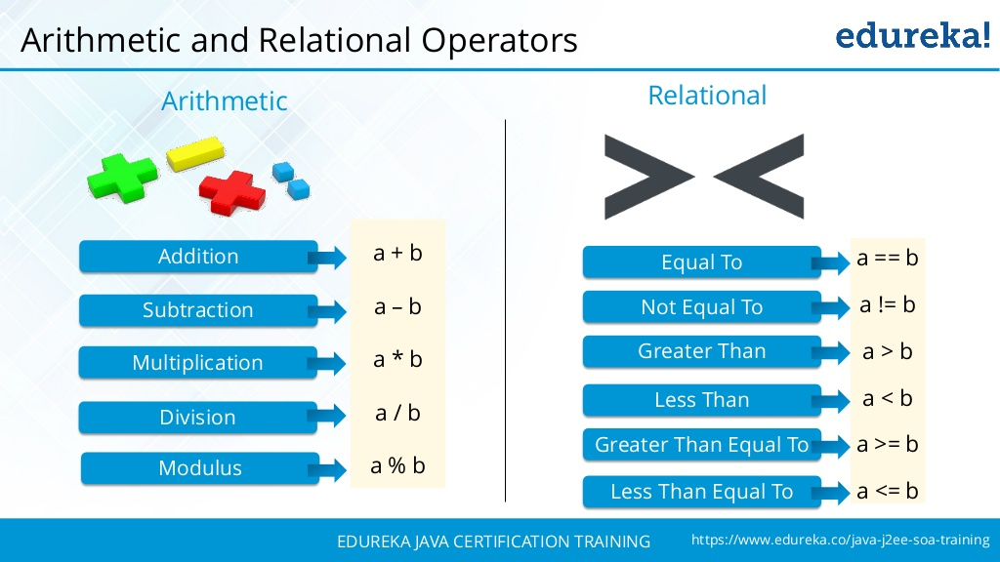 Arithmetic and Relational Operators
edureka!
Arithmetic
Addition
a + b
Subtraction
a – b
Multiplication
a * b
Division
a / b
Modulus
a % b
Relational
Equal To
a == b
Not Equal To
a != b
Greater Than
a > b
Less Than
a < b
Greater Than Equal To
a >= b
Less Than Equal To
a <= b
EDUREKA JAVA CERTIFICATION TRAINING
https://www.edureka.co/java-j2ee-soa-training